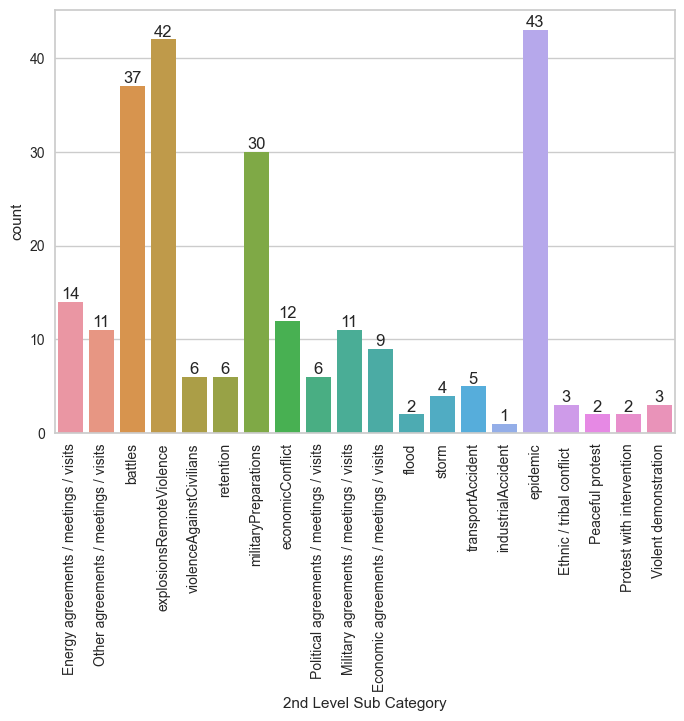 count
40
30
20
10
0
14
11
37
42
6
6
30
12
6
11
9
2
4
5
1
43
3
2
2
3
Energy agreements / meetings / visits
Other agreements / meetings / visits
battles
explosionsRemoteViolence
violenceAgainstCivilians
retention
militaryPreparations
economicConflict
Political agreements / meetings / visits
Military agreements / meetings / visits
Economic agreements / meetings / visits
flood
storm
transportAccident
industrialAccident
epidemic
Ethnic / tribal conflict
Peaceful protest
Protest with intervention
Violent demonstration
2nd Level Sub Category